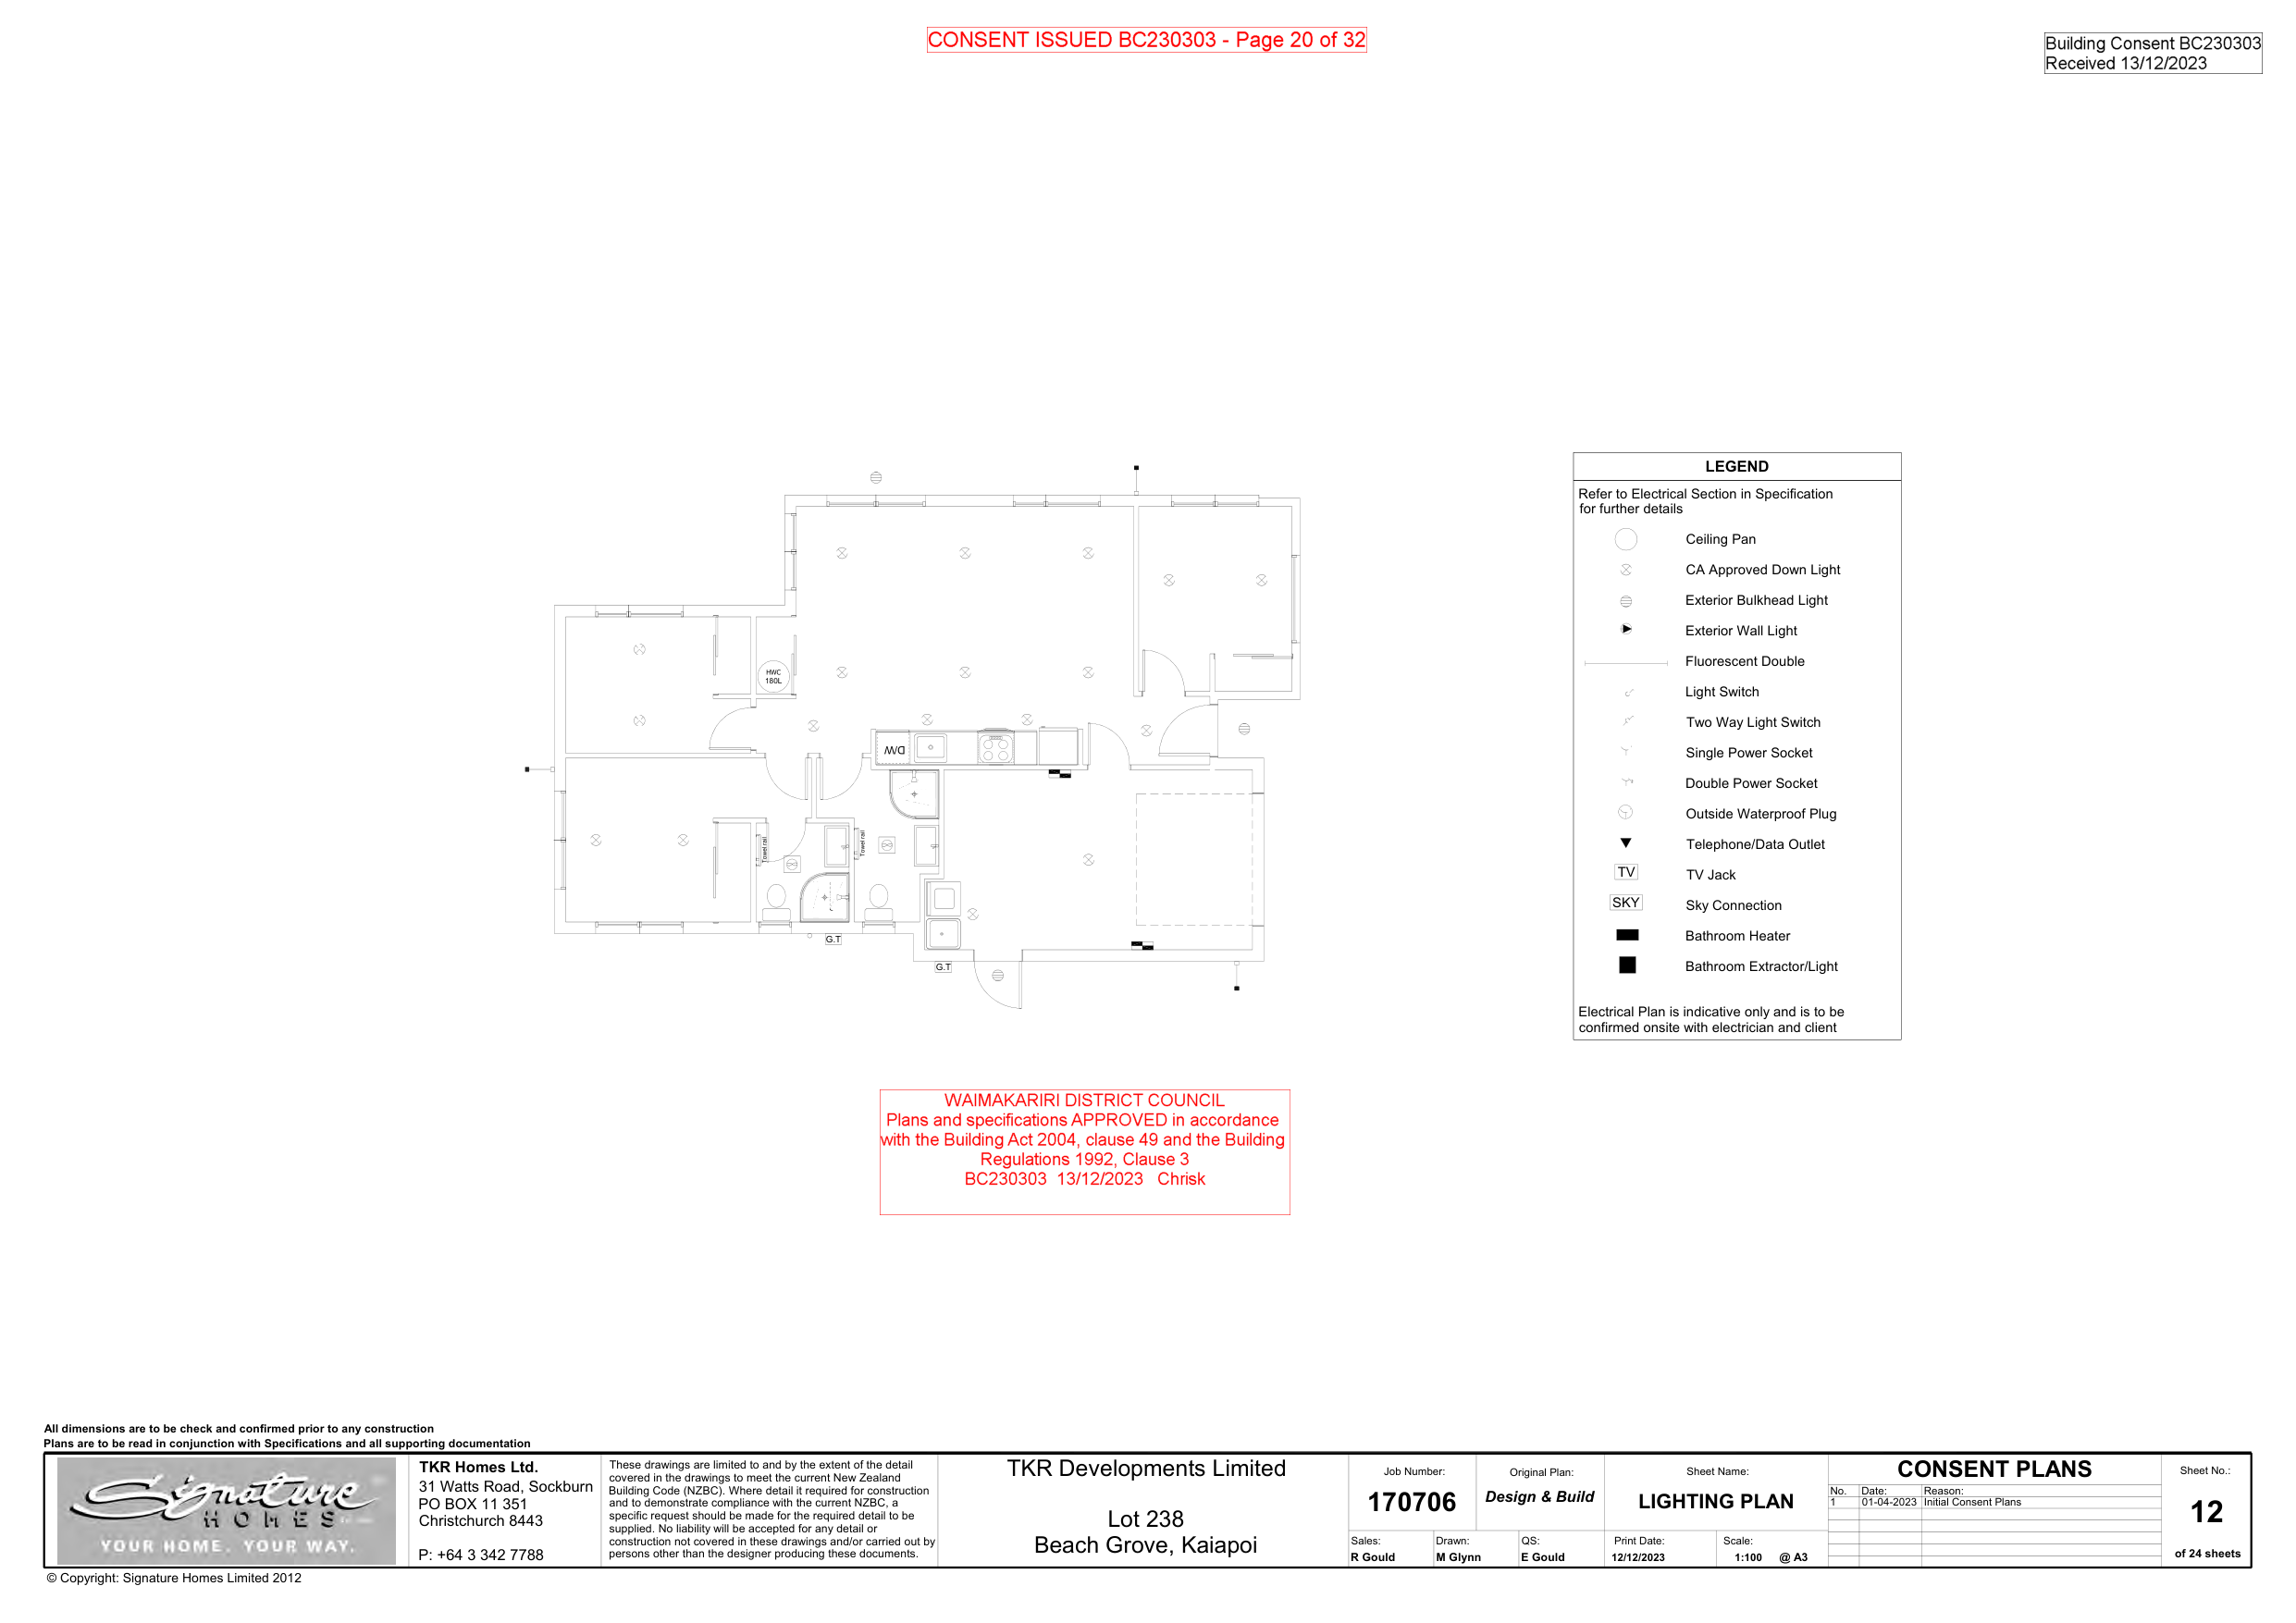 CONSENT ISSUED BC230303 - Page 20 of 32
Building Consent BC230303
Received 13/12/2023
LEGEND
Refer to Electrical Section in Specification
for further details
Ceiling Pan
CA Approved Down Light
Exterior Bulkhead Light
Exterior Wall Light
Fluorescent Double
Light Switch
Two Way Light Switch
Single Power Socket
Double Power Socket
Outside Waterproof Plug
Telephone/Data Outlet
TV TV Jack
SKY Sky Connection
Bathroom Heater
Bathroom Extractor/Light
Electrical Plan is indicative only and is to be
confirmed onsite with electrician and client
HWC
180L
DW
Towel rail
Towel rail
G.T
G.T
WAIMAKARIRI DISTRICT COUNCIL
Plans and specifications APPROVED in accordance
with the Building Act 2004, clause 49 and the Building
Regulations 1992, Clause 3
BC230303 13/12/2023 Chrisk
All dimensions are to be check and confirmed prior to any construction
Plans are to be read in conjunction with Specifications and all supporting documentation
Signature
HOMES
YOUR HOME. YOUR WAY.
TKR Homes Ltd.
31 Watts Road, Sockburn
PO BOX 11 351
Christchurch 8443
P: +64 3 342 7788
These drawings are limited to and by the extent of the detail
covered in the drawings to meet the current New Zealand
Building Code (NZBC). Where detail it required for construction
and to demonstrate compliance with the current NZBC, a
specific request should be made for the required detail to be
supplied. No liability will be accepted for any detail or
construction not covered in these drawings and/or carried out by
persons other than the designer producing these documents.
TKR Developments Limited
Lot 238
Beach Grove, Kaiapoi
Job Number:
170706
Original Plan:
Design & Build
Sheet Name:
LIGHTING PLAN
Sales:
R Gould
Drawn:
M Glynn
QS:
E Gould
Print Date:
12/12/2023
Scale:
1:100 @ A3
CONSENT PLANS
No. Date: Reason:
1 01-04-2023 Initial Consent Plans
Sheet No.:
12
of 24 sheets
© Copyright: Signature Homes Limited 2012